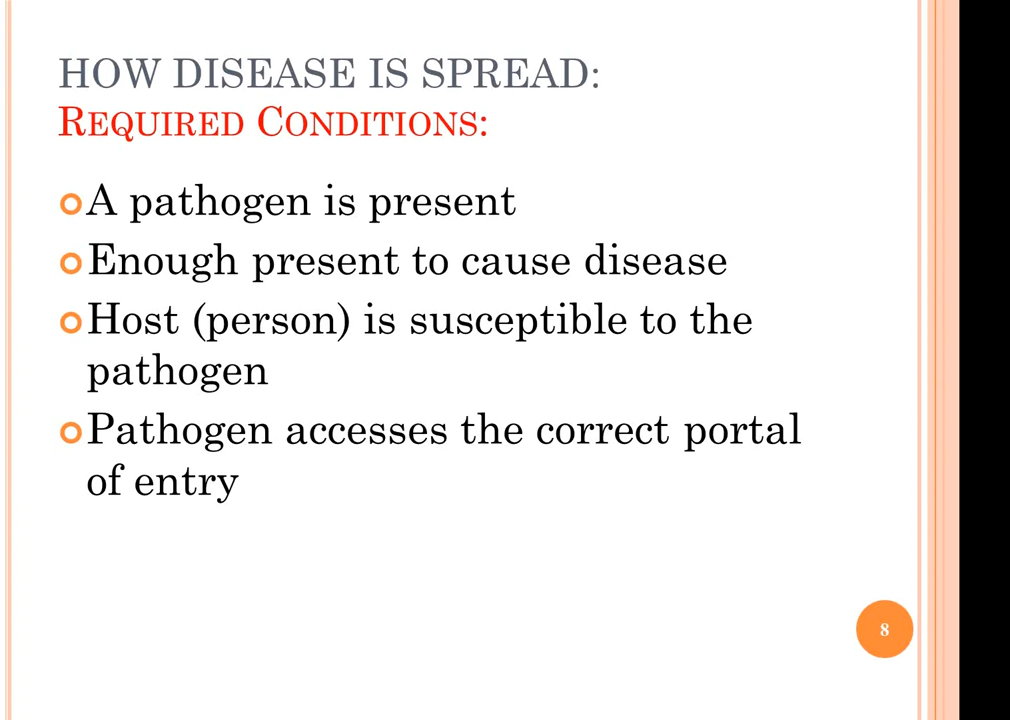 HOW DISEASE IS SPREAD:
REQUIRED CONDITIONS:
A pathogen is present
Enough present to cause disease
Host (person) is susceptible to the
pathogen
Pathogen accesses the correct portal
of entry
8